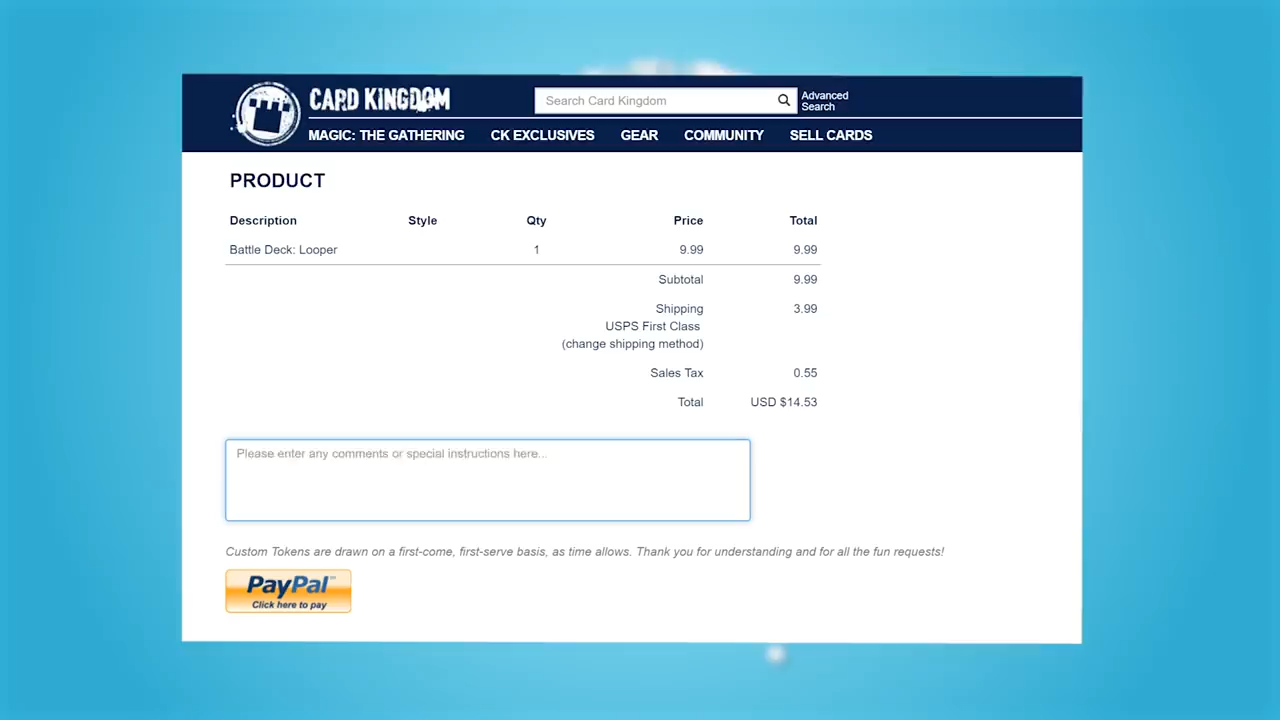 CARD KINGDOM
Search Card Kingdom
Advanced
Search
MAGIC: THE GATHERING CK EXCLUSIVES GEAR COMMUNITY SELL CARDS
PRODUCT
Description Style Qty Price Total
Battle Deck: Looper 1 9.99 9.99
Subtotal 9.99
Shipping 3.99
USPS First Class
(change shipping method)
Sales Tax 0.55
Total USD $14.53
Please enter any comments or special instructions here...
Custom Tokens are drawn on a first-come, first-serve basis, as time allows. Thank you for understanding and for all the fun requests!
PayPal
Click here to pay